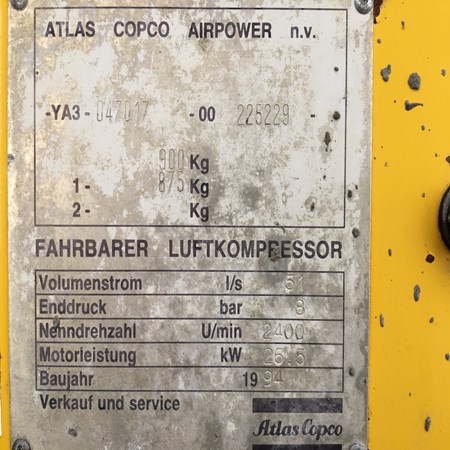 ATLAS COPCO AIRPOWER n.v.
-YA3- 047017 -00 225229 -
900 Kg
1- 875 Kg
2- Kg
FAHRBARER LUFTKOMPRESSOR
Volumenstrom l/s 51
Enddruck bar 8
Nenndrehzahl U/min 2400
Motorleistung kW 26.5
Baujahr 1994
Verkauf und service
Atlas Copco